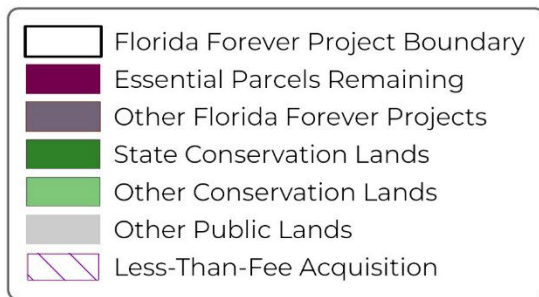 Florida Forever Project Boundary
Essential Parcels Remaining
Other Florida Forever Projects
State Conservation Lands
Other Conservation Lands
Other Public Lands
Less-Than-Fee Acquisition